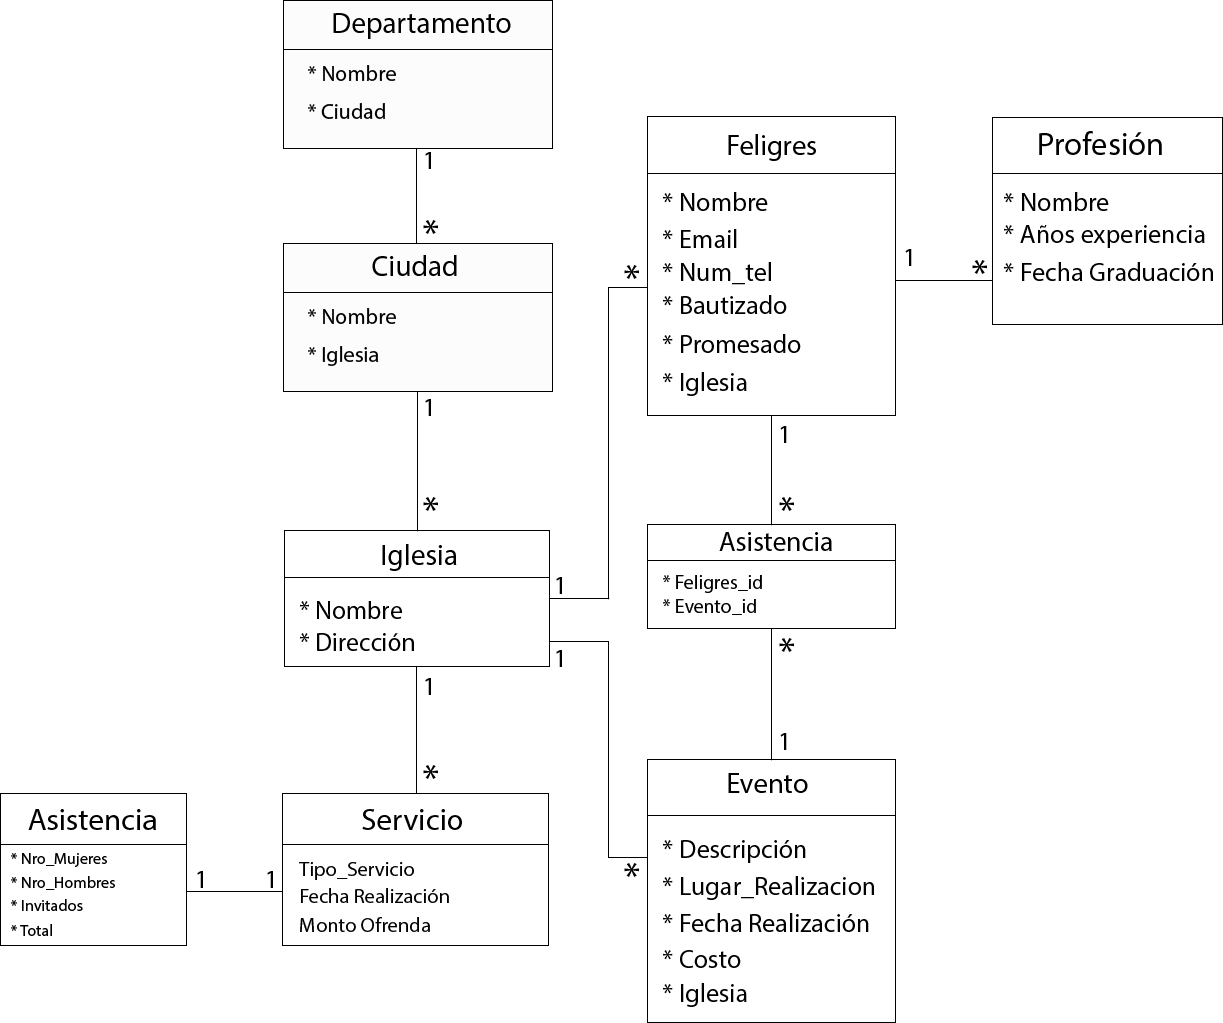 Departamento
* Nombre
* Ciudad
1
*
Ciudad
* Nombre
* Iglesia
1
*
Iglesia
* Nombre
* Dirección
1
*
1
*
1
*
Feligres
* Nombre
* Email
* Num_tel
* Bautizado
* Promesado
* Iglesia
1
*
Profesión
* Nombre
* Años experiencia
* Fecha Graduación
1
*
Asistencia
* Feligres_id
* Evento_id
*
1
Evento
* Descripción
* Lugar_Realizacion
* Fecha Realización
* Costo
* Iglesia
Servicio
Tipo_Servicio
Fecha Realización
Monto Ofrenda
1
1
Asistencia
* Nro_Mujeres
* Nro_Hombres
* Invitados
* Total